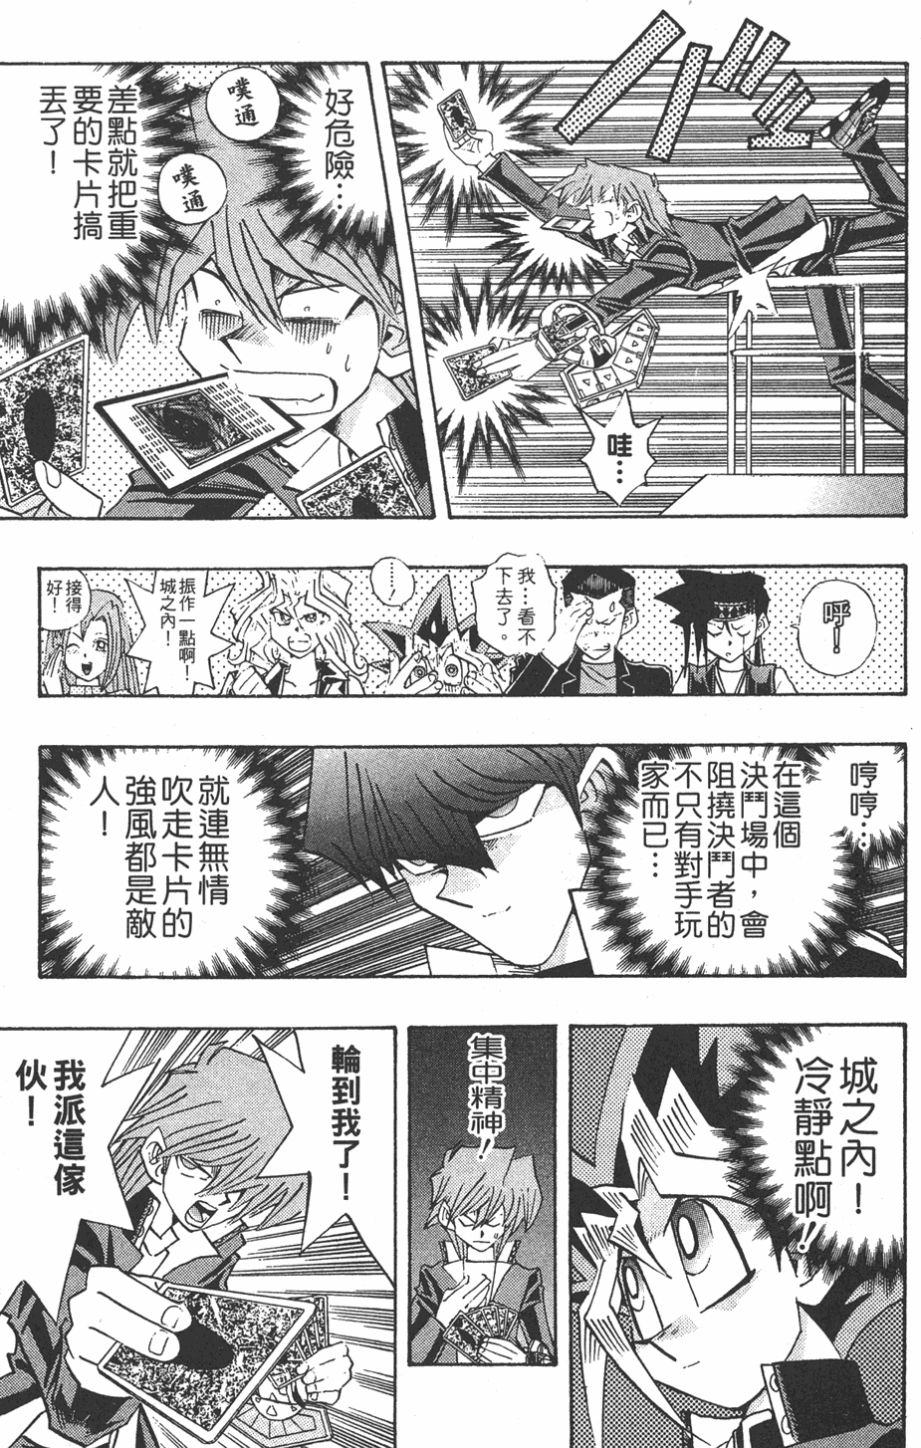 バ
ッ
哇…
好危險…
噗通
噗通
差點就把重
要的卡片搞
丟了！
呼！
我…看不
下去了。
……
振作一點啊！
城之內！
接得
好！
哼哼…
在這個
決鬥場中，會
阻撓決鬥者的
不只有對手玩
家而已…
就連無情
吹走卡片的
強風都是敵
人！
城之內！
冷靜點啊！
集中精神！
輪到我了！
我派這傢
伙！